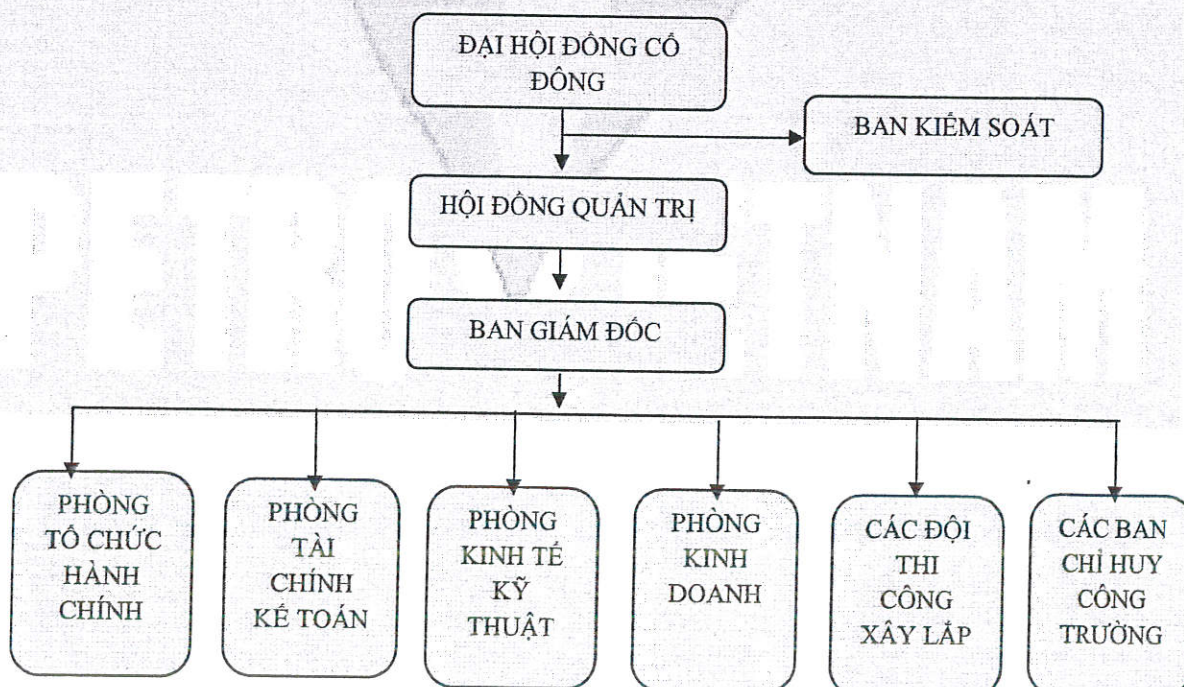 ĐẠI HỘI ĐỒNG CỔ
ĐÔNG
BAN KIỂM SOÁT
HỘI ĐỒNG QUẢN TRỊ
BAN GIÁM ĐỐC
PHÒNG
TỔ CHỨC
HÀNH
CHÍNH
PHÒNG
TÀI
CHÍNH
KẾ TOÁN
PHÒNG
KINH TẾ
KỸ
THUẬT
PHÒNG
KINH
DOANH
CÁC ĐỘI
THI
CÔNG
XÂY LẮP
CÁC BAN
CHỈ HUY
CÔNG
TRƯỜNG